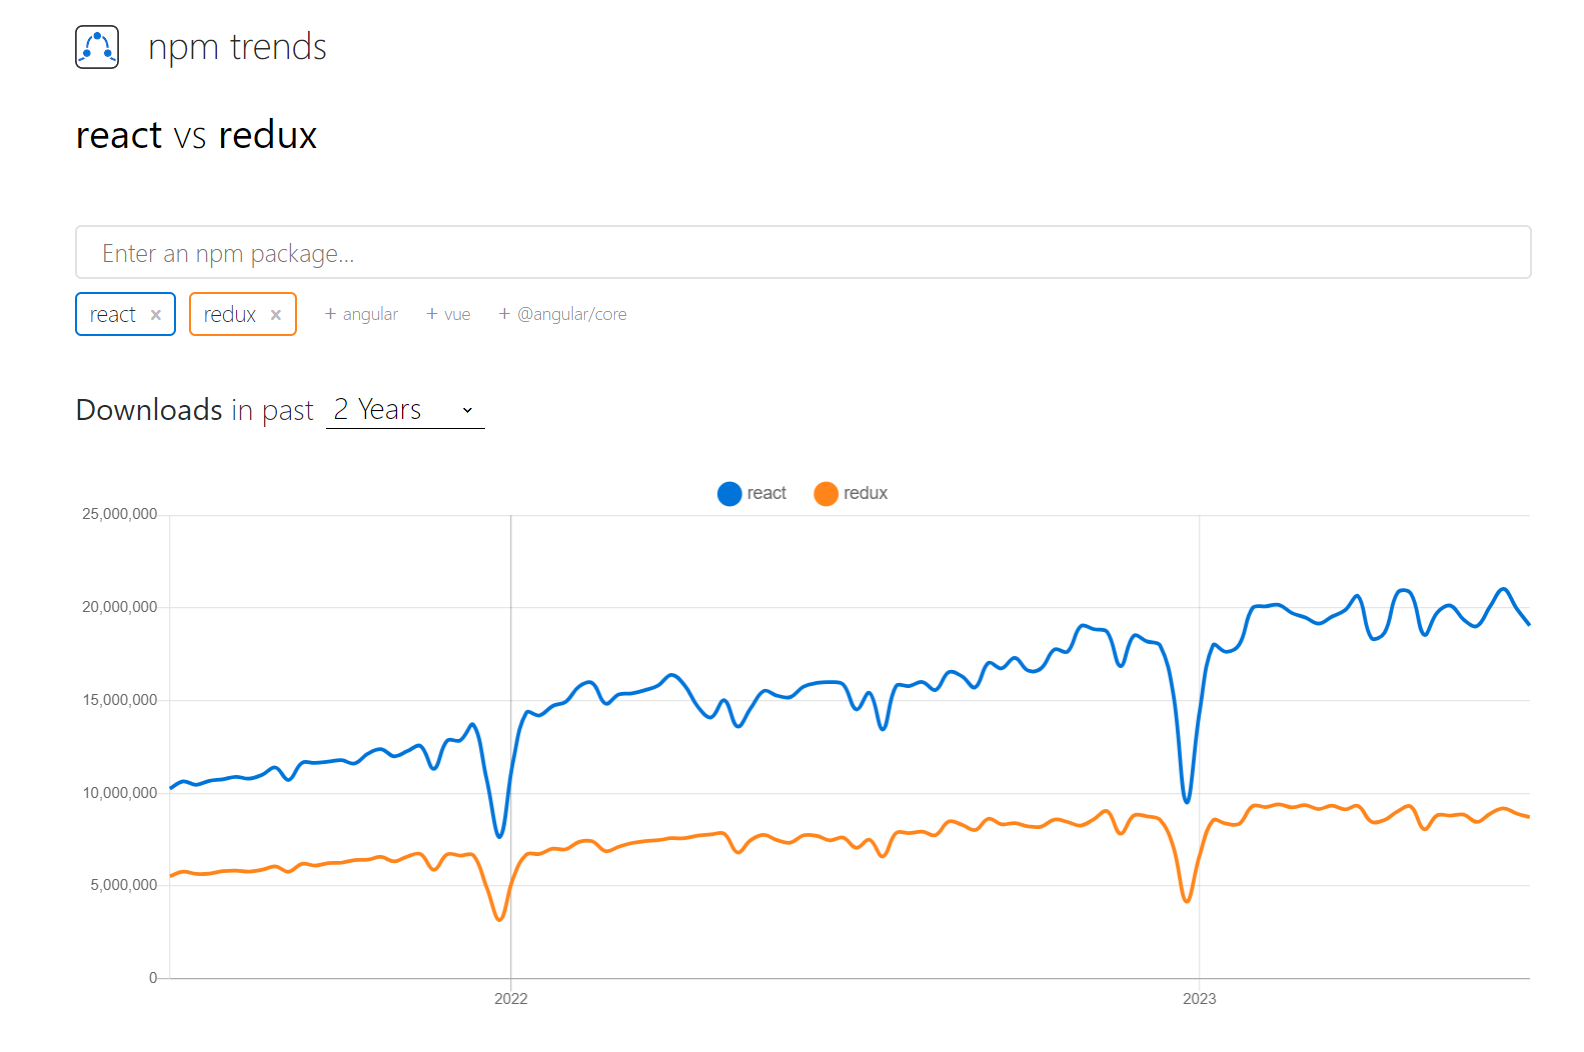 npm trends
react vs redux
Enter an npm package...
react × redux × + angular + vue + @angular/core
Downloads in past 2 Years
react redux
25,000,000
20,000,000
15,000,000
10,000,000
5,000,000
0
2022 2023